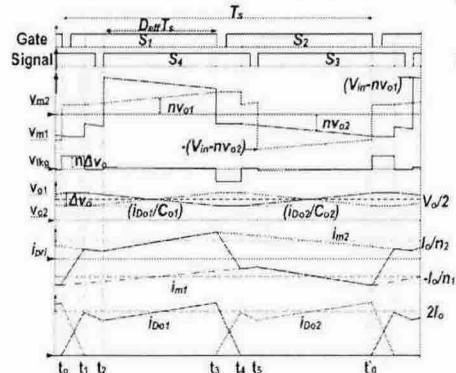 T_s
D_eff T_s
Gate S_1 S_2
Signal S_4 S_3
(V_in-nv_o1)
v_m2
nv_o1
nv_o2
v_m1
-(V_in-nv_o2)
v_lkg nΔv_o
v_o1
Δv_o
V_o/2
v_o2 (i_Do1/C_o1) (i_Do2/C_o2)
i_pri i_m2 I_o/n_2
i_m1 -I_o/n_1
i_Do1 i_Do2 2I_o
t_o t_1 t_2 t_3 t_4 t_5 t'_0